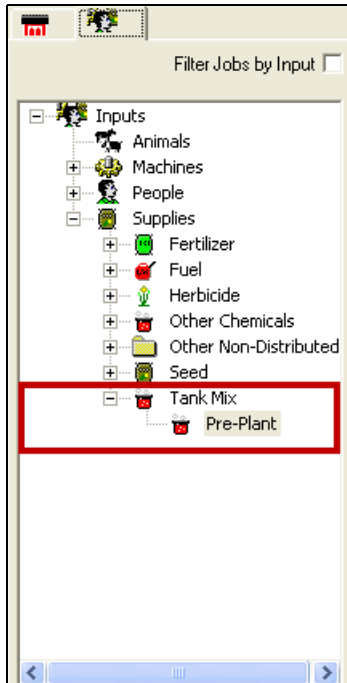 Filter Jobs by Input
Inputs
Animals
Machines
People
Supplies
Fertilizer
Fuel
Herbicide
Other Chemicals
Other Non-Distributed
Seed
Tank Mix
Pre-Plant